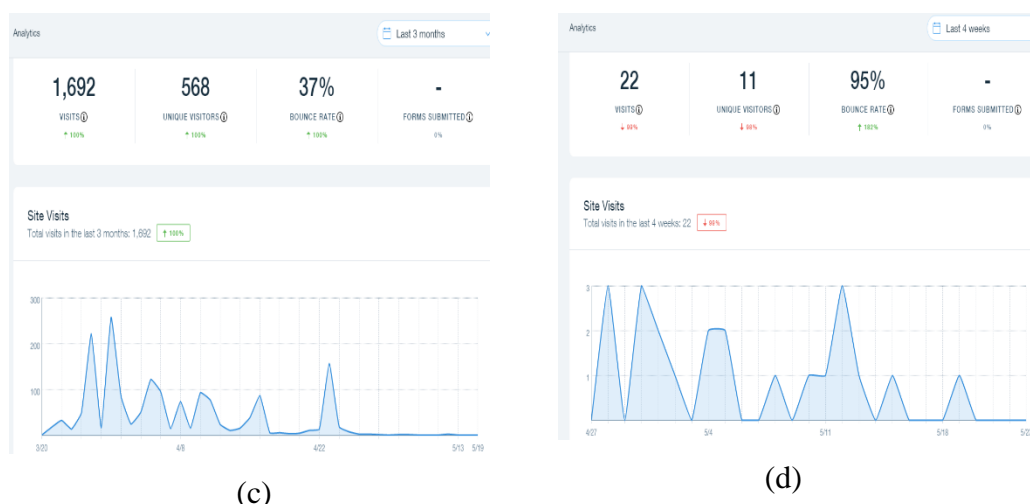 Analytics
Last 3 months
1,692 568 37% -
VISITS UNIQUE VISITORS BOUNCE RATE FORMS SUBMITTED
↑ 100% ↑ 100% ↑ 100% 0%
Site Visits
Total visits in the last 3 months: 1,692 ↑ 100%
300
200
100
3/20 4/6 4/22 5/13 5/19
(c)
Analytics
Last 4 weeks
22 11 95% -
VISITS UNIQUE VISITORS BOUNCE RATE FORMS SUBMITTED
0%
Site Visits
Total visits in the last 4 weeks: 22
3
2
1
4/27 5/4 5/11 5/18
(d)